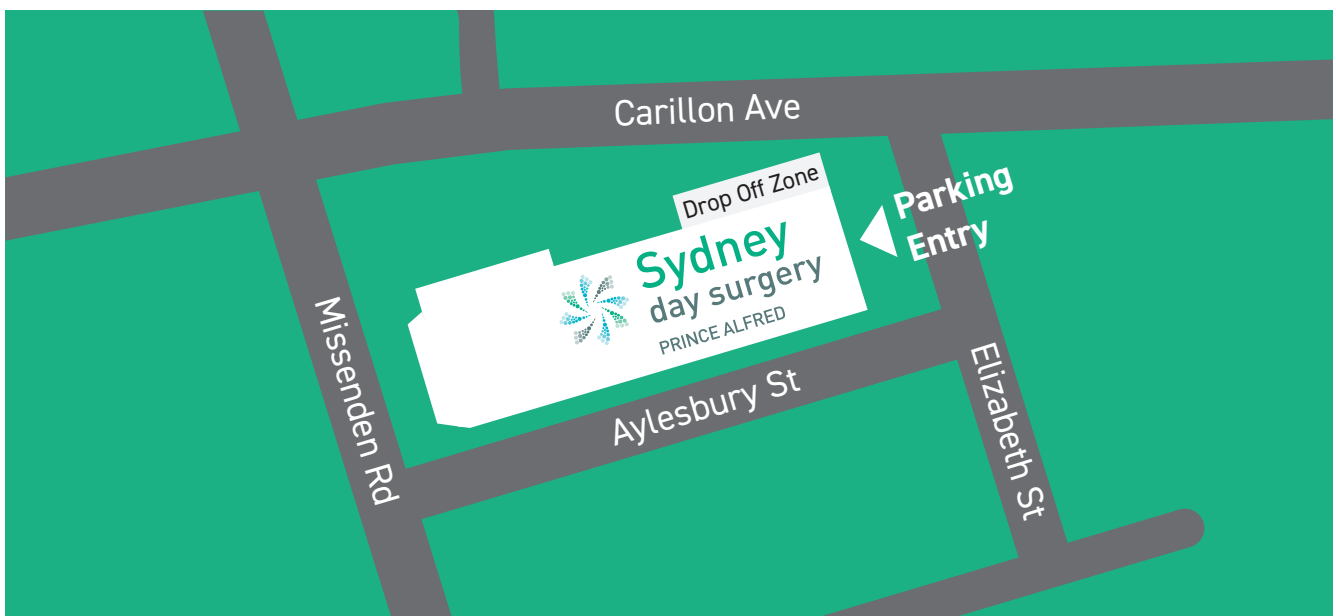 Carillon Ave
Drop Off Zone
Parking
Entry
Sydney
day surgery
PRINCE ALFRED
Missenden Rd
Aylesbury St
Elizabeth St